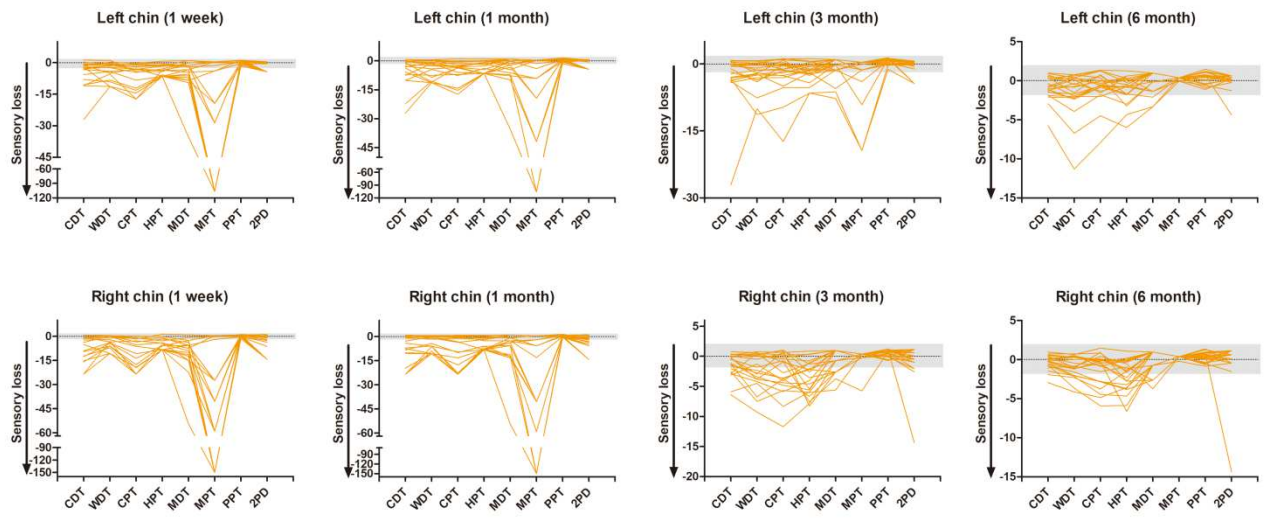 Left chin (1 week)
Left chin (1 month)
Left chin (3 month)
Left chin (6 month)
Sensory loss
0
-15
-30
-45
-60
-90
-120
CDT
WDT
CPT
HPT
MDT
MPT
PPT
2PD
Sensory loss
0
-15
-30
-45
-60
-90
-120
CDT
WDT
CPT
HPT
MDT
MPT
PPT
2PD
Sensory loss
0
-15
-30
CDT
WDT
CPT
HPT
MDT
MPT
PPT
2PD
Sensory loss
5
0
-5
-10
-15
CDT
WDT
CPT
HPT
MDT
MPT
PPT
2PD
Right chin (1 week)
Right chin (1 month)
Right chin (3 month)
Right chin (6 month)
Sensory loss
0
-15
-30
-45
-60
-90
-120
-150
CDT
WDT
CPT
HPT
MDT
MPT
PPT
2PD
Sensory loss
0
-15
-30
-45
-60
-90
-120
-150
CDT
WDT
CPT
HPT
MDT
MPT
PPT
2PD
Sensory loss
5
0
-5
-10
-15
-20
CDT
WDT
CPT
HPT
MDT
MPT
PPT
2PD
Sensory loss
5
0
-5
-10
-15
CDT
WDT
CPT
HPT
MDT
MPT
PPT
2PD